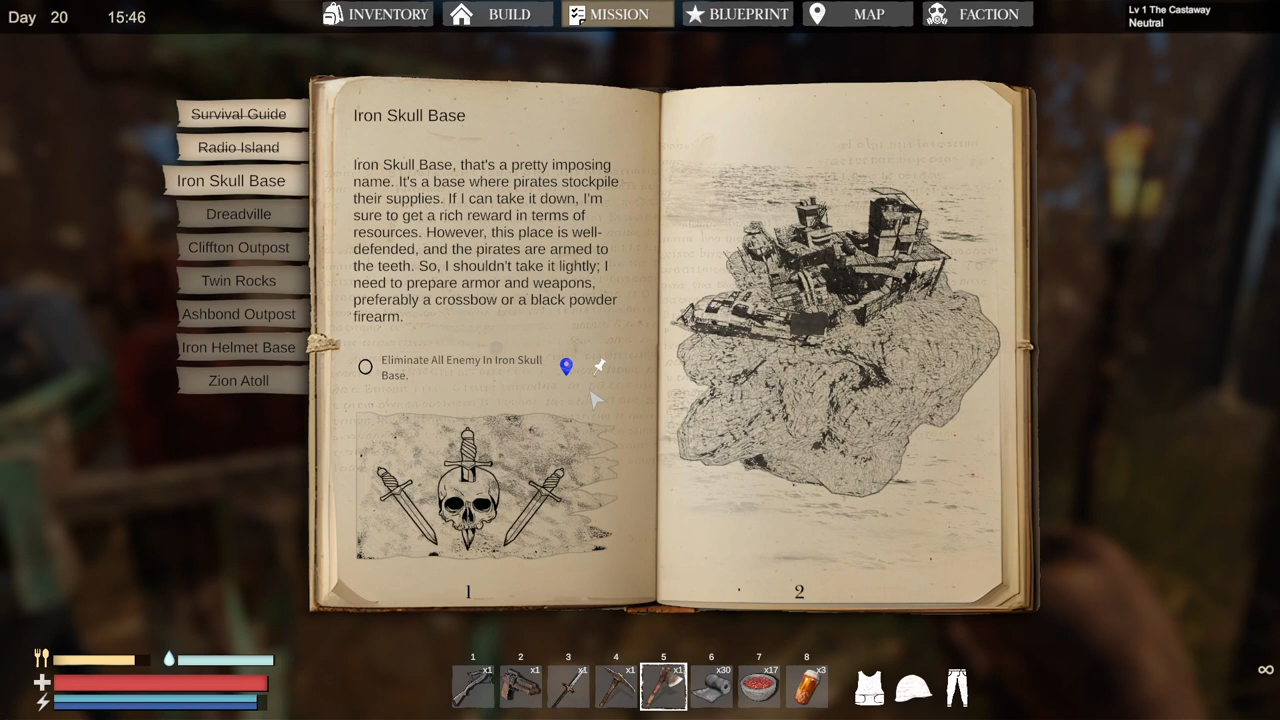 Day 20 15:46
INVENTORY BUILD MISSION BLUEPRINT MAP FACTION
Lv 1 The Castaway
Neutral
Survival Guide
Radio Island
Iron Skull Base
Dreadville
Cliffton Outpost
Twin Rocks
Ashbond Outpost
Iron Helmet Base
Zion Atoll
Iron Skull Base
Iron Skull Base, that's a pretty imposing
name. It's a base where pirates stockpile
their supplies. If I can take it down, I'm
sure to get a rich reward in terms of
resources. However, this place is well-
defended, and the pirates are armed to
the teeth. So, I shouldn't take it lightly; I
need to prepare armor and weapons,
preferably a crossbow or a black powder
firearm.
Eliminate All Enemy In Iron Skull
Base.
1
2
1 2 3 4 5 6 7 8
x1 x1 x1 x1 x1 x30 x17 x3
∞